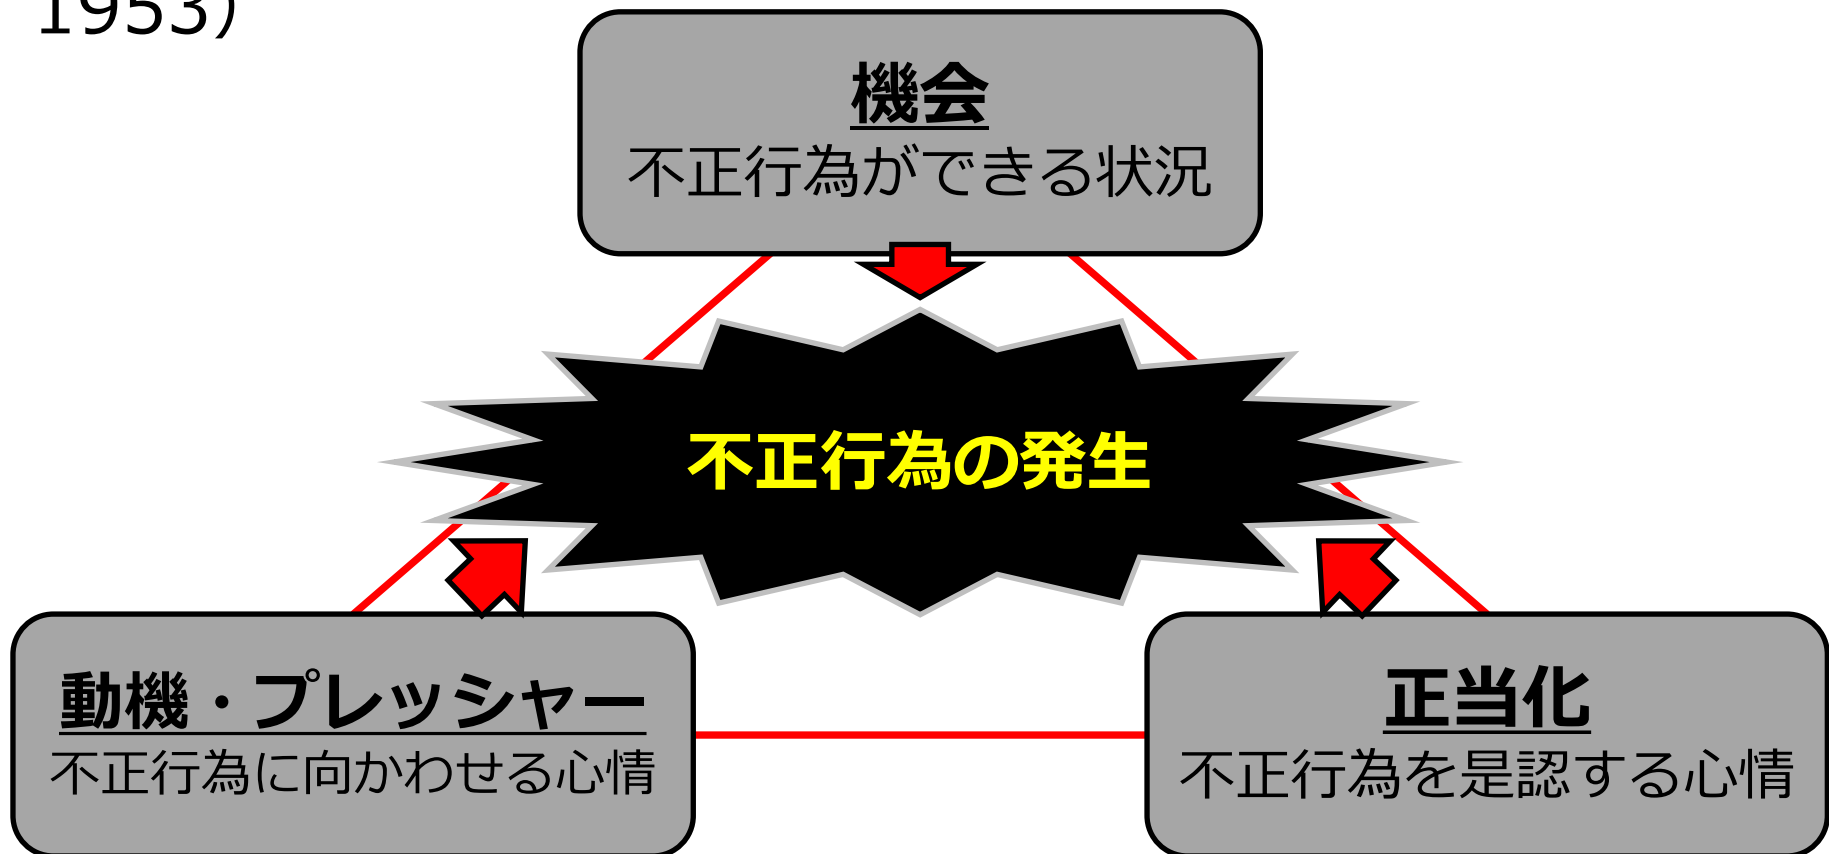 1953）
機会
不正行為ができる状況
不正行為の発生
動機・プレッシャー
不正行為に向かわせる心情
正当化
不正行為を是認する心情